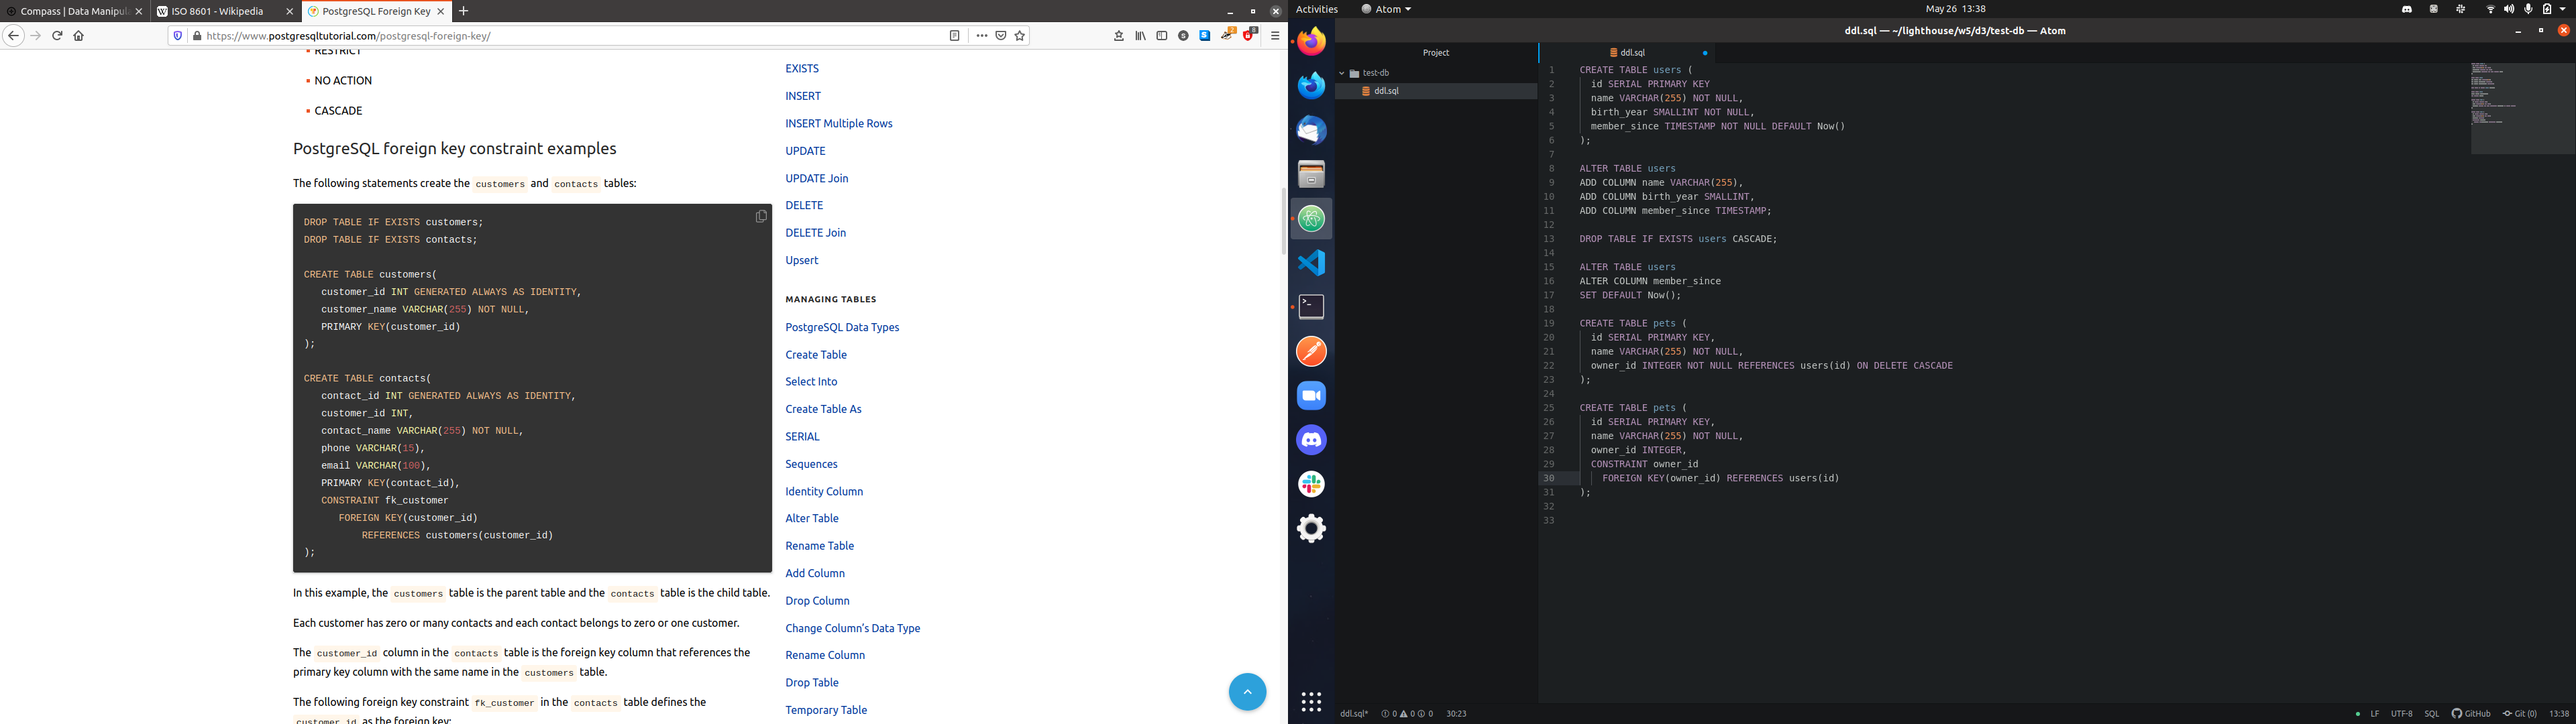 Compass | Data Manipula
ISO 8601 - Wikipedia
PostgreSQL Foreign Key
https://www.postgresqltutorial.com/postgresql-foreign-key/
RESTRICT
NO ACTION
CASCADE
PostgreSQL foreign key constraint examples
The following statements create the customers and contacts tables:
DROP TABLE IF EXISTS customers;
DROP TABLE IF EXISTS contacts;
CREATE TABLE customers(
customer_id INT GENERATED ALWAYS AS IDENTITY,
customer_name VARCHAR(255) NOT NULL,
PRIMARY KEY(customer_id)
);
CREATE TABLE contacts(
contact_id INT GENERATED ALWAYS AS IDENTITY,
customer_id INT,
contact_name VARCHAR(255) NOT NULL,
phone VARCHAR(15),
email VARCHAR(100),
PRIMARY KEY(contact_id),
CONSTRAINT fk_customer
FOREIGN KEY(customer_id)
REFERENCES customers(customer_id)
);
In this example, the customers table is the parent table and the contacts table is the child table.
Each customer has zero or many contacts and each contact belongs to zero or one customer.
The customer_id column in the contacts table is the foreign key column that references the
primary key column with the same name in the customers table.
The following foreign key constraint fk_customer in the contacts table defines the
customer_id as the foreign key:
EXISTS
INSERT
INSERT Multiple Rows
UPDATE
UPDATE Join
DELETE
DELETE Join
Upsert
MANAGING TABLES
PostgreSQL Data Types
Create Table
Select Into
Create Table As
SERIAL
Sequences
Identity Column
Alter Table
Rename Table
Add Column
Drop Column
Change Column's Data Type
Rename Column
Drop Table
Temporary Table
Activities
Atom
May 26 13:38
ddl.sql — ~/lighthouse/w5/d3/test-db — Atom
Project
test-db
ddl.sql
ddl.sql
1 CREATE TABLE users (
2 id SERIAL PRIMARY KEY
3 name VARCHAR(255) NOT NULL,
4 birth_year SMALLINT NOT NULL,
5 member_since TIMESTAMP NOT NULL DEFAULT Now()
6 );
7
8 ALTER TABLE users
9 ADD COLUMN name VARCHAR(255),
10 ADD COLUMN birth_year SMALLINT,
11 ADD COLUMN member_since TIMESTAMP;
12
13 DROP TABLE IF EXISTS users CASCADE;
14
15 ALTER TABLE users
16 ALTER COLUMN member_since
17 SET DEFAULT Now();
18
19 CREATE TABLE pets (
20 id SERIAL PRIMARY KEY,
21 name VARCHAR(255) NOT NULL,
22 owner_id INTEGER NOT NULL REFERENCES users(id) ON DELETE CASCADE
23 );
24
25 CREATE TABLE pets (
26 id SERIAL PRIMARY KEY,
27 name VARCHAR(255) NOT NULL,
28 owner_id INTEGER,
29 CONSTRAINT owner_id
30 FOREIGN KEY(owner_id) REFERENCES users(id)
31 );
32
33
ddl.sql* 0 0 0 30:23
LF UTF-8 SQL GitHub Git (0) 13:38